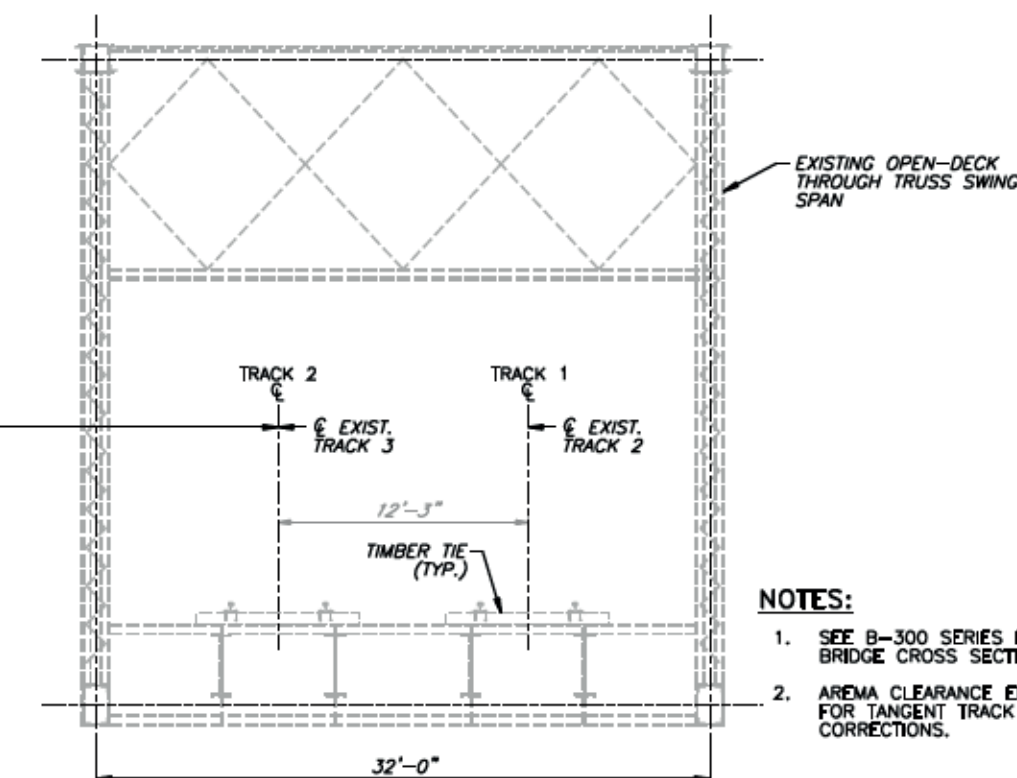 EXISTING OPEN-DECK
THROUGH TRUSS SWING
SPAN
TRACK 2
℄
TRACK 1
℄
℄ EXIST.
TRACK 3
℄ EXIST.
TRACK 2
12'-3"
TIMBER TIE
(TYP.)
NOTES:
1. SEE B-300 SERIES
BRIDGE CROSS
2. AREMA CLEARANCE
FOR TANGENT TRACK
CORRECTIONS.
32'-0"